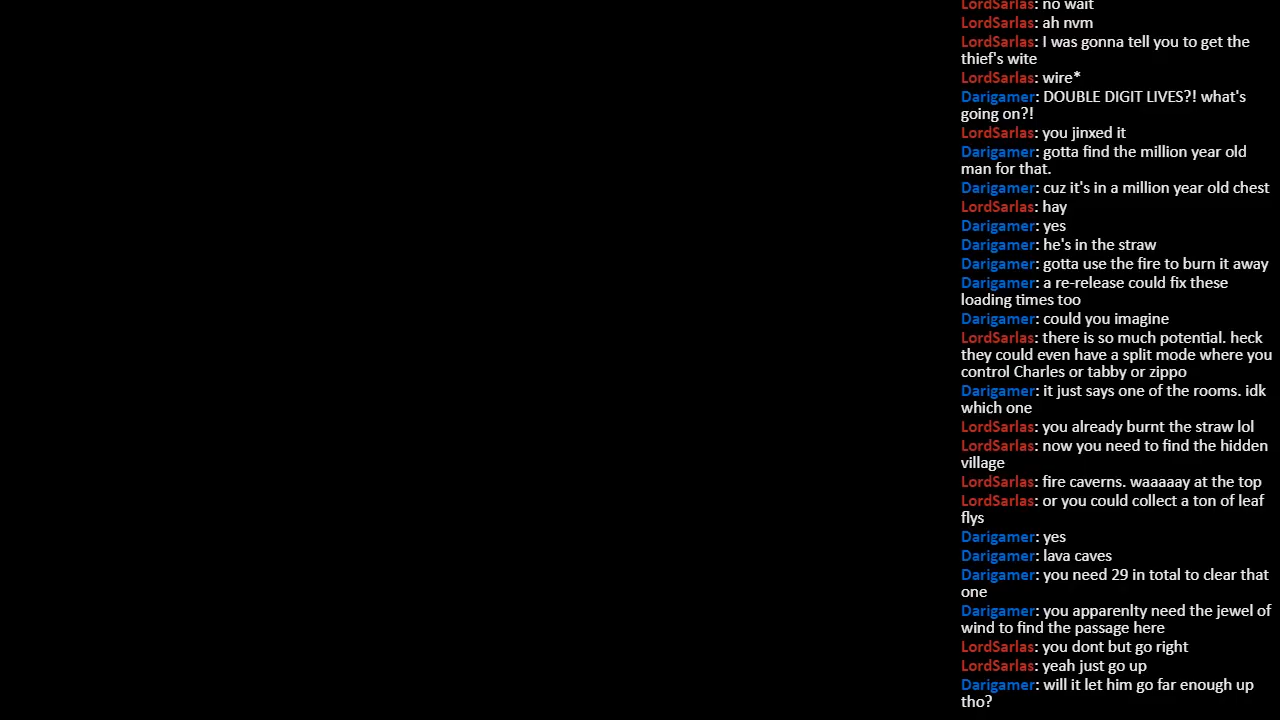 LordSarlas: no wait
LordSarlas: ah nvm
LordSarlas: I was gonna tell you to get the
thief's wite
LordSarlas: wire*
Darigamer: DOUBLE DIGIT LIVES?! what's
going on?!
LordSarlas: you jinxed it
Darigamer: gotta find the million year old
man for that.
Darigamer: cuz it's in a million year old chest
LordSarlas: hay
Darigamer: yes
Darigamer: he's in the straw
Darigamer: gotta use the fire to burn it away
Darigamer: a re-release could fix these
loading times too
Darigamer: could you imagine
LordSarlas: there is so much potential. heck
they could even have a split mode where you
control Charles or tabby or zippo
Darigamer: it just says one of the rooms. idk
which one
LordSarlas: you already burnt the straw lol
LordSarlas: now you need to find the hidden
village
LordSarlas: fire caverns. waaaaay at the top
LordSarlas: or you could collect a ton of leaf
flys
Darigamer: yes
Darigamer: lava caves
Darigamer: you need 29 in total to clear that
one
Darigamer: you apparenlty need the jewel of
wind to find the passage here
LordSarlas: you dont but go right
LordSarlas: yeah just go up
Darigamer: will it let him go far enough up
tho?